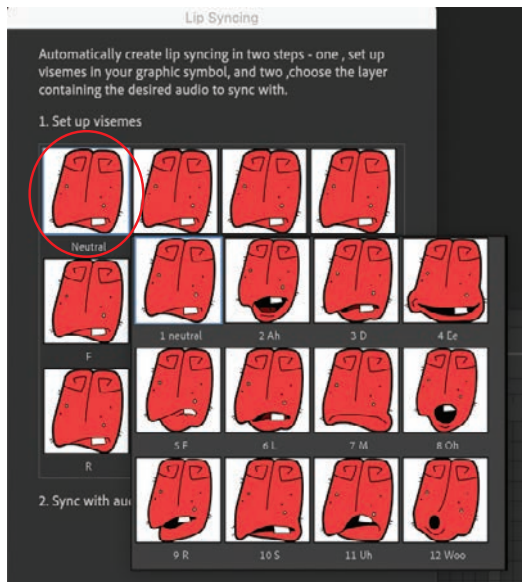 Lip Syncing
Automatically create lip syncing in two steps - one , set up
visemes in your graphic symbol, and two ,choose the layer
containing the desired audio to sync with.
1. Set up visemes
Neutral
1 neutral
2 Ah
3 D
4 Ee
F
5 F
6 L
7 M
8 Oh
R
2. Sync with au
9 R
10 S
11 Uh
12 Woo